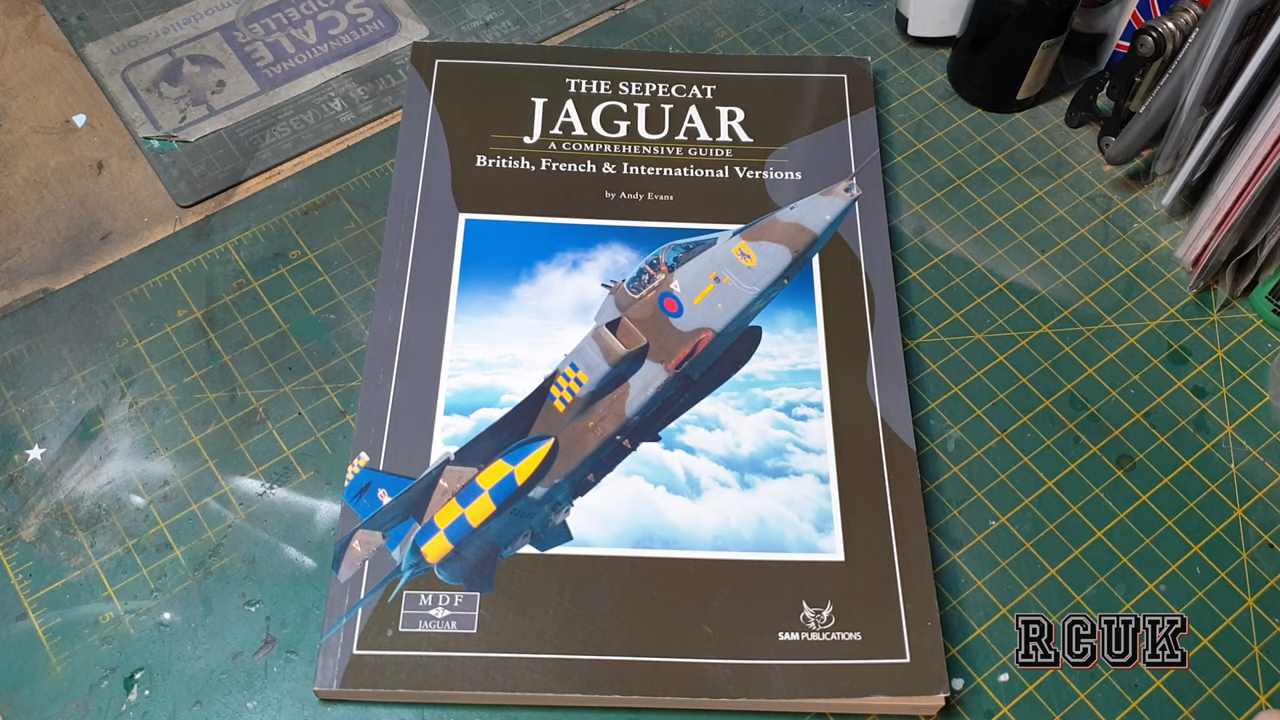 THE SEPECAT
JAGUAR
A COMPREHENSIVE GUIDE
British, French & International Versions
by Andy Evans
MDF
27
JAGUAR
SAM PUBLICATIONS
RCUK
INTERNATIONAL
SCALE
MODELLER